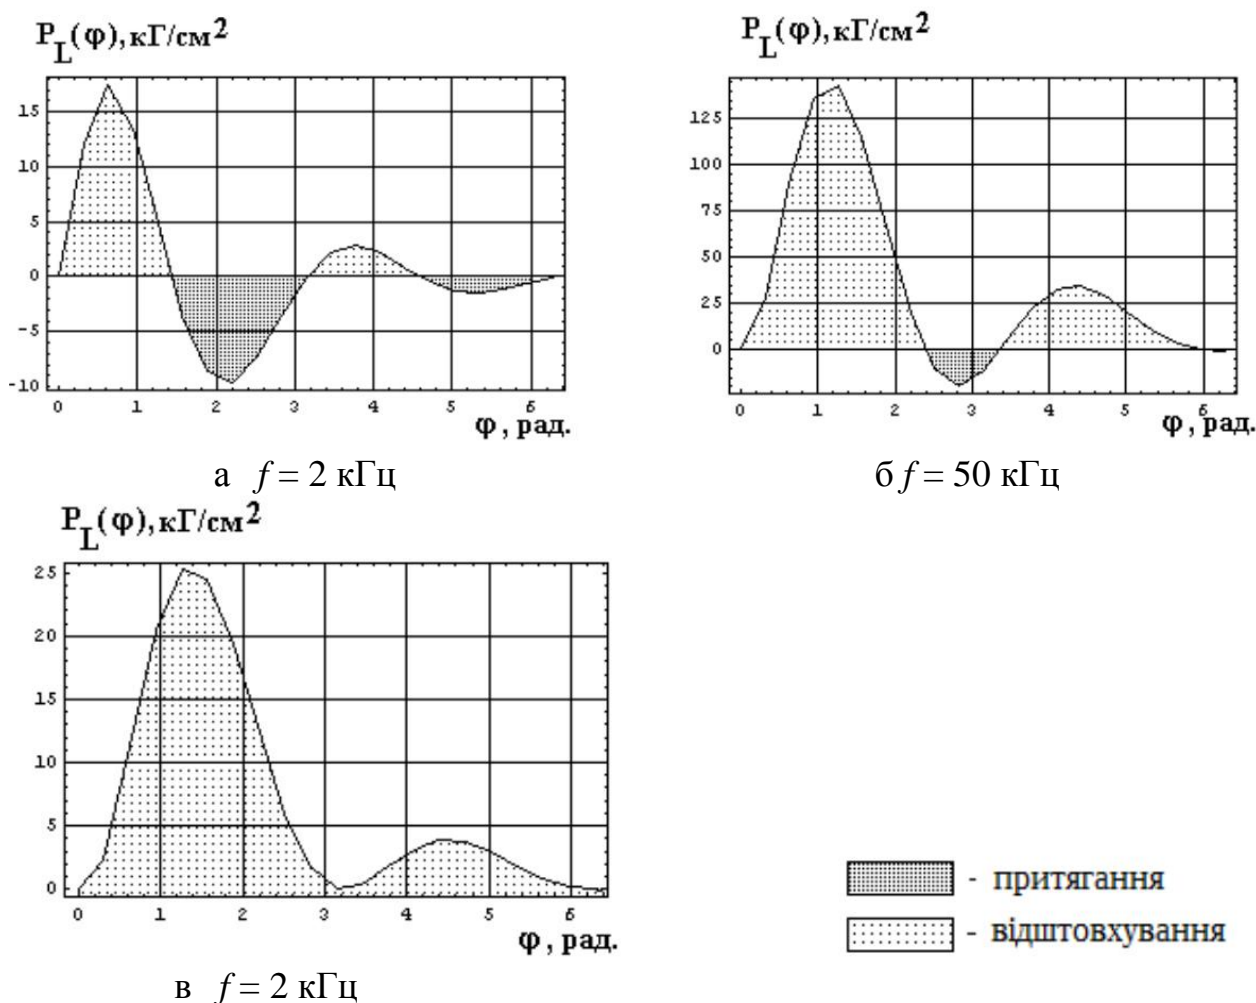 P_L(φ), кГ/см²
15
10
5
0
-5
-10
0 1 2 3 4 5 6
φ, рад.
а f = 2 кГц
P_L(φ), кГ/см²
125
100
75
50
25
0
0 1 2 3 4 5 6
φ, рад.
б f = 50 кГц
P_L(φ), кГ/см²
25
20
15
10
5
0
0 1 2 3 4 5 6
φ, рад.
в f = 2 кГц
- притягання
- відштовхування